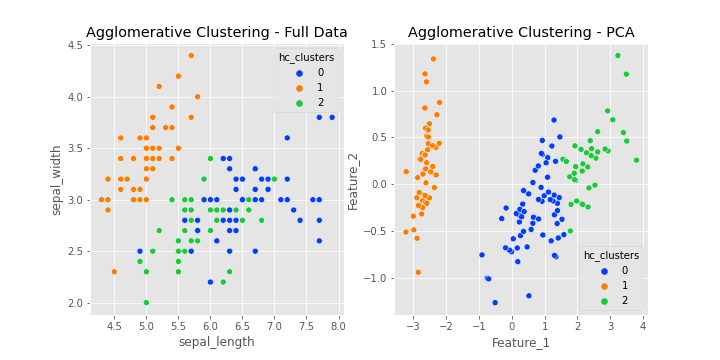 Agglomerative Clustering - Full Data
4.5
4.0
3.5
3.0
2.5
2.0
sepal_width
hc_clusters
0
1
2
4.5 5.0 5.5 6.0 6.5 7.0 7.5 8.0
sepal_length
Agglomerative Clustering - PCA
1.5
1.0
0.5
0.0
−0.5
−1.0
Feature_2
hc_clusters
0
1
2
−3 −2 −1 0 1 2 3 4
Feature_1